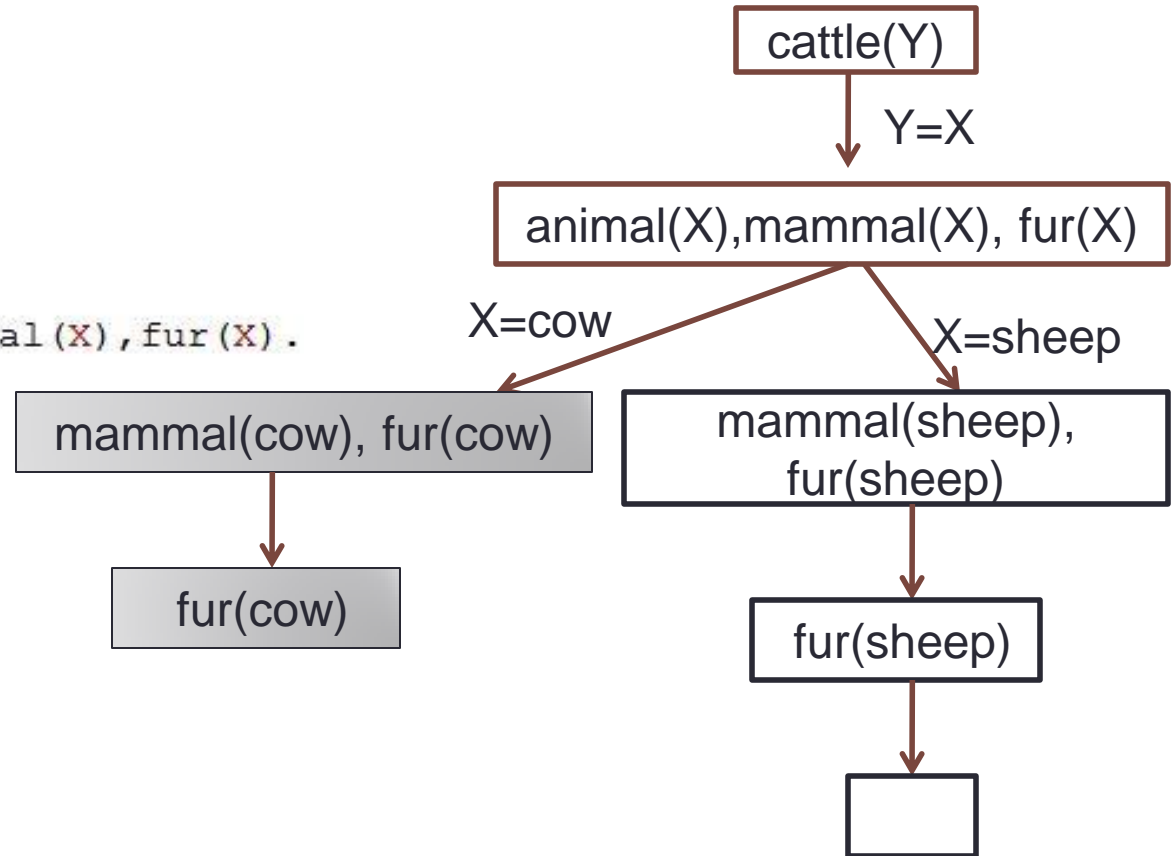 cattle(Y)
Y=X
animal(X),mammal(X), fur(X)
al(X),fur(X).
X=cow
X=sheep
mammal(cow), fur(cow)
mammal(sheep),
fur(sheep)
fur(cow)
fur(sheep)